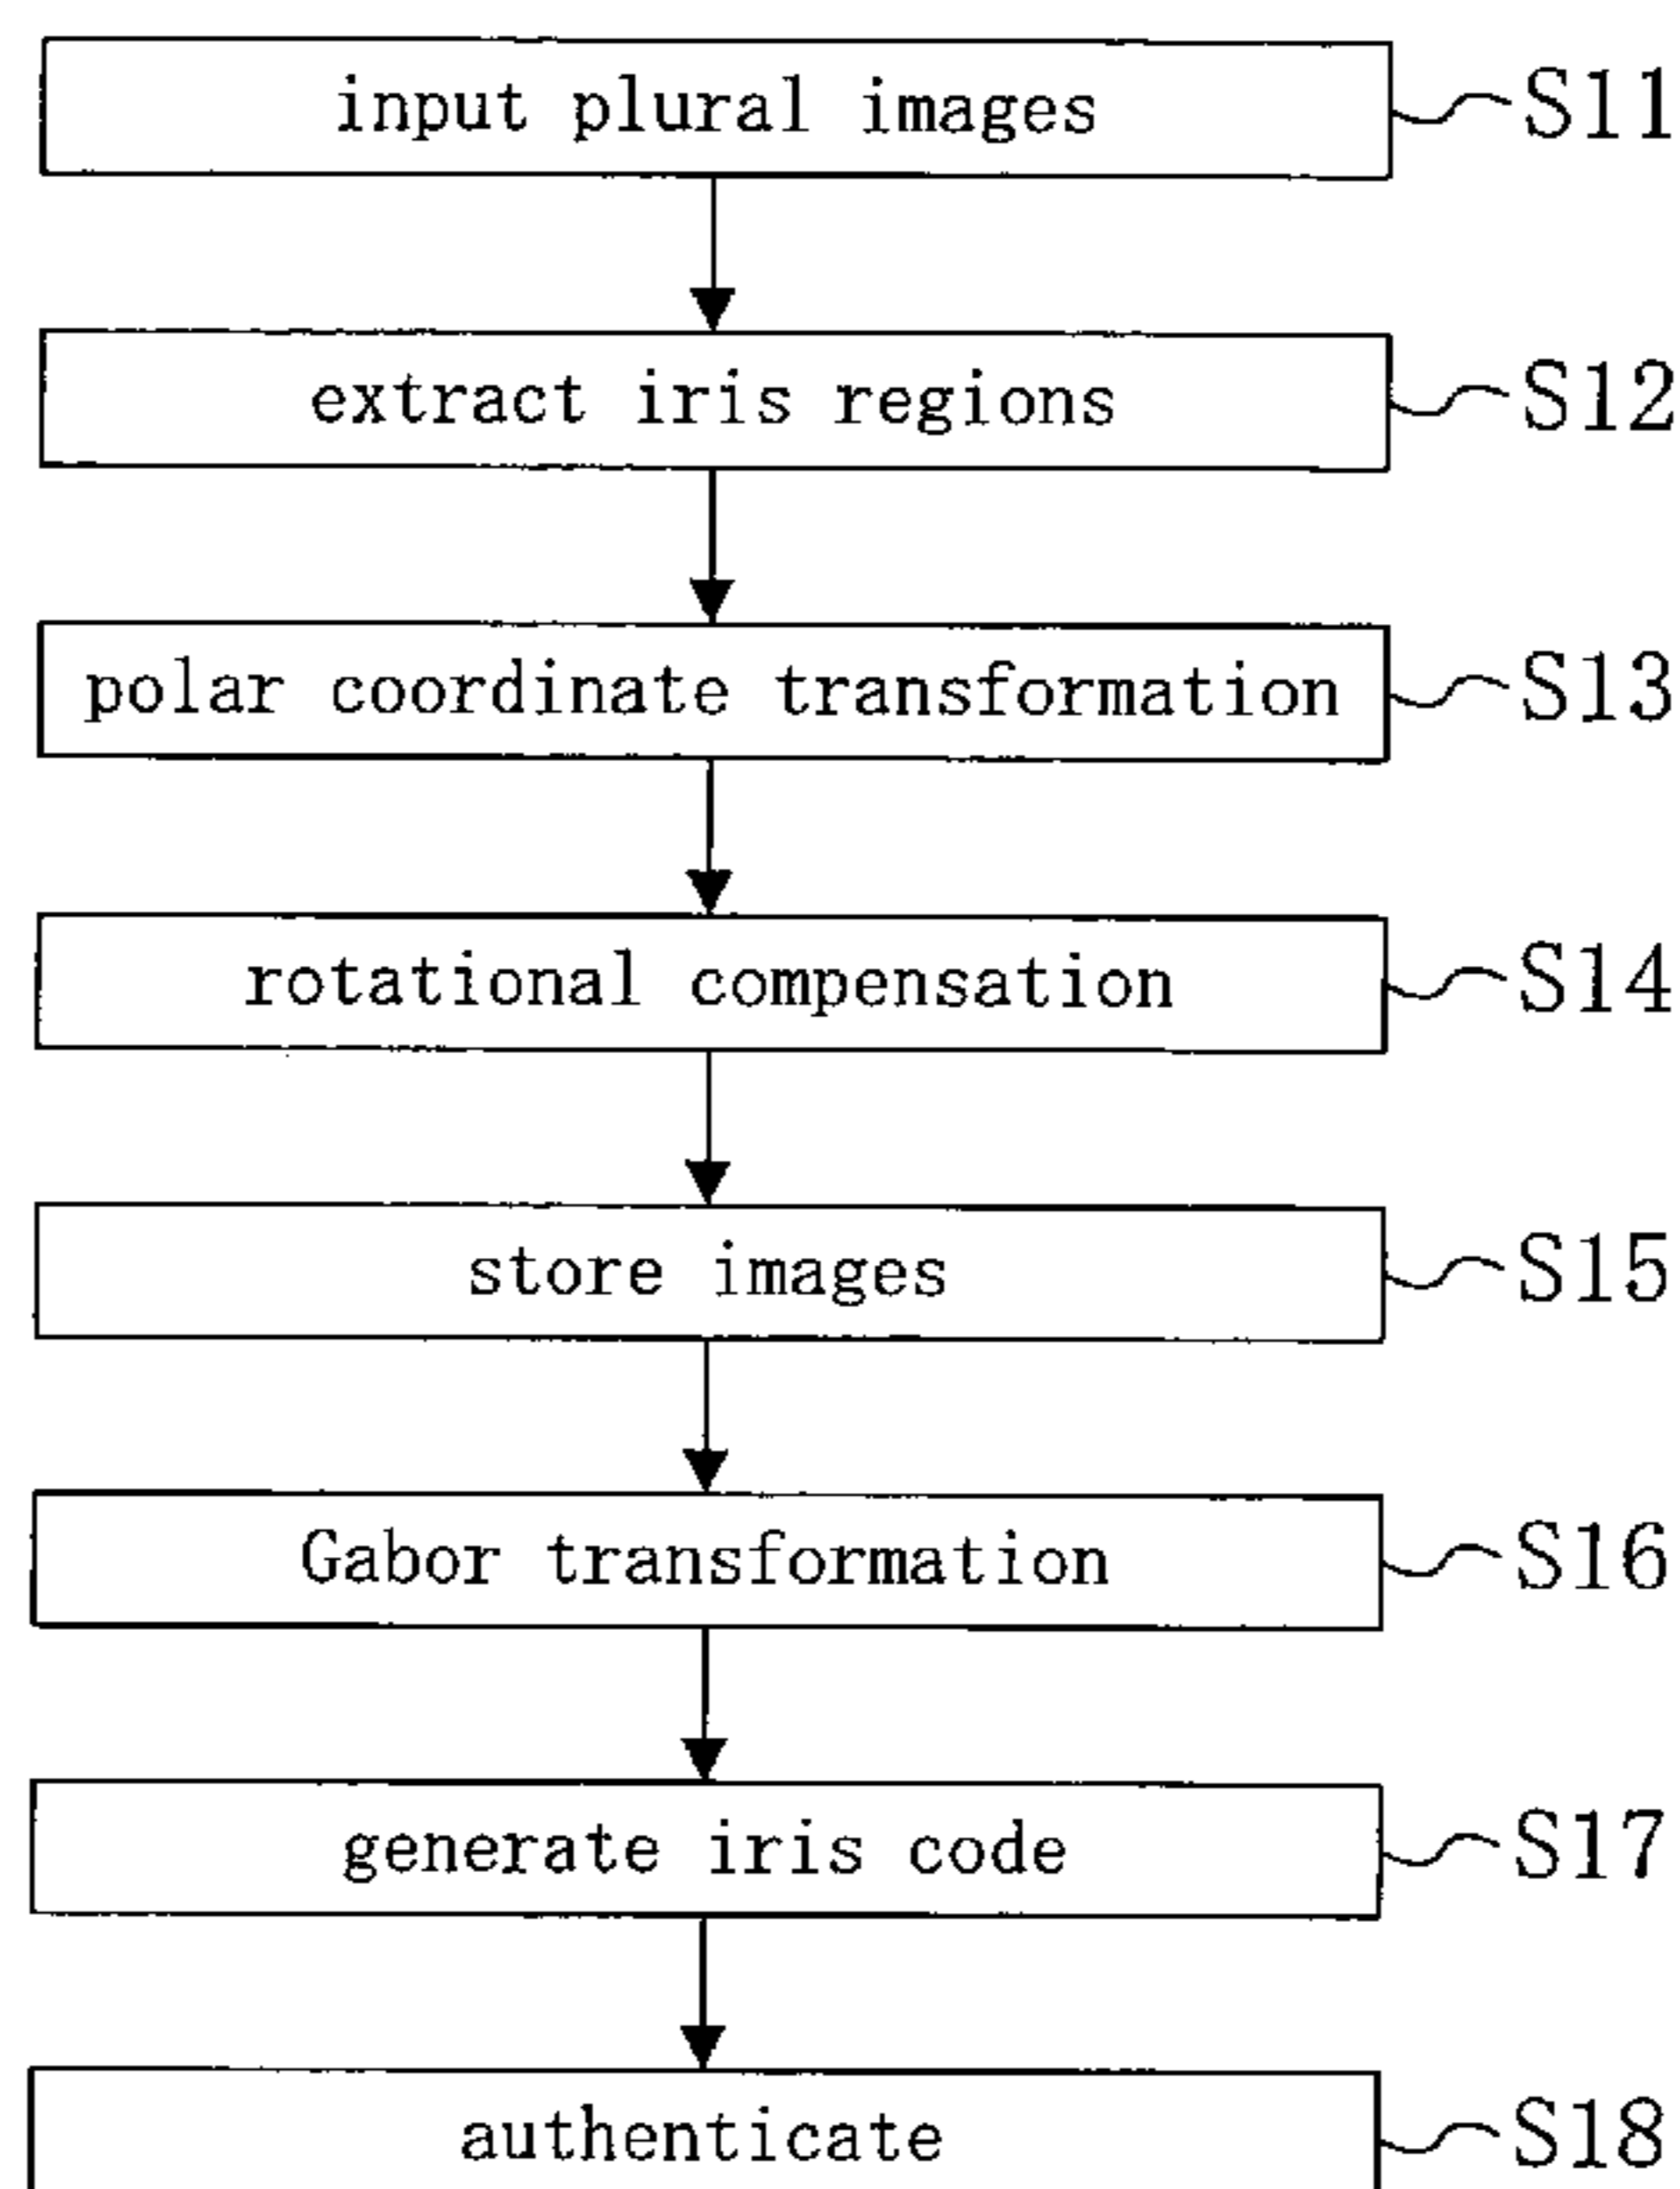 input plural images S11
extract iris regions S12
polar coordinate transformation S13
rotational compensation S14
store images S15
Gabor transformation S16
generate iris code S17
authenticate S18